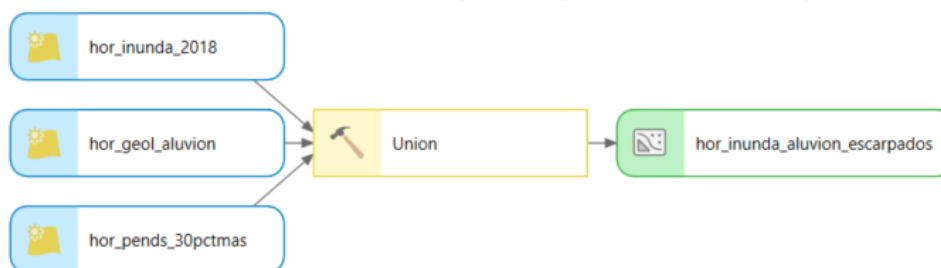 hor_inunda_2018
hor_geol_aluvion
Union
hor_inunda_aluvion_escarpados
hor_pends_30pctmas